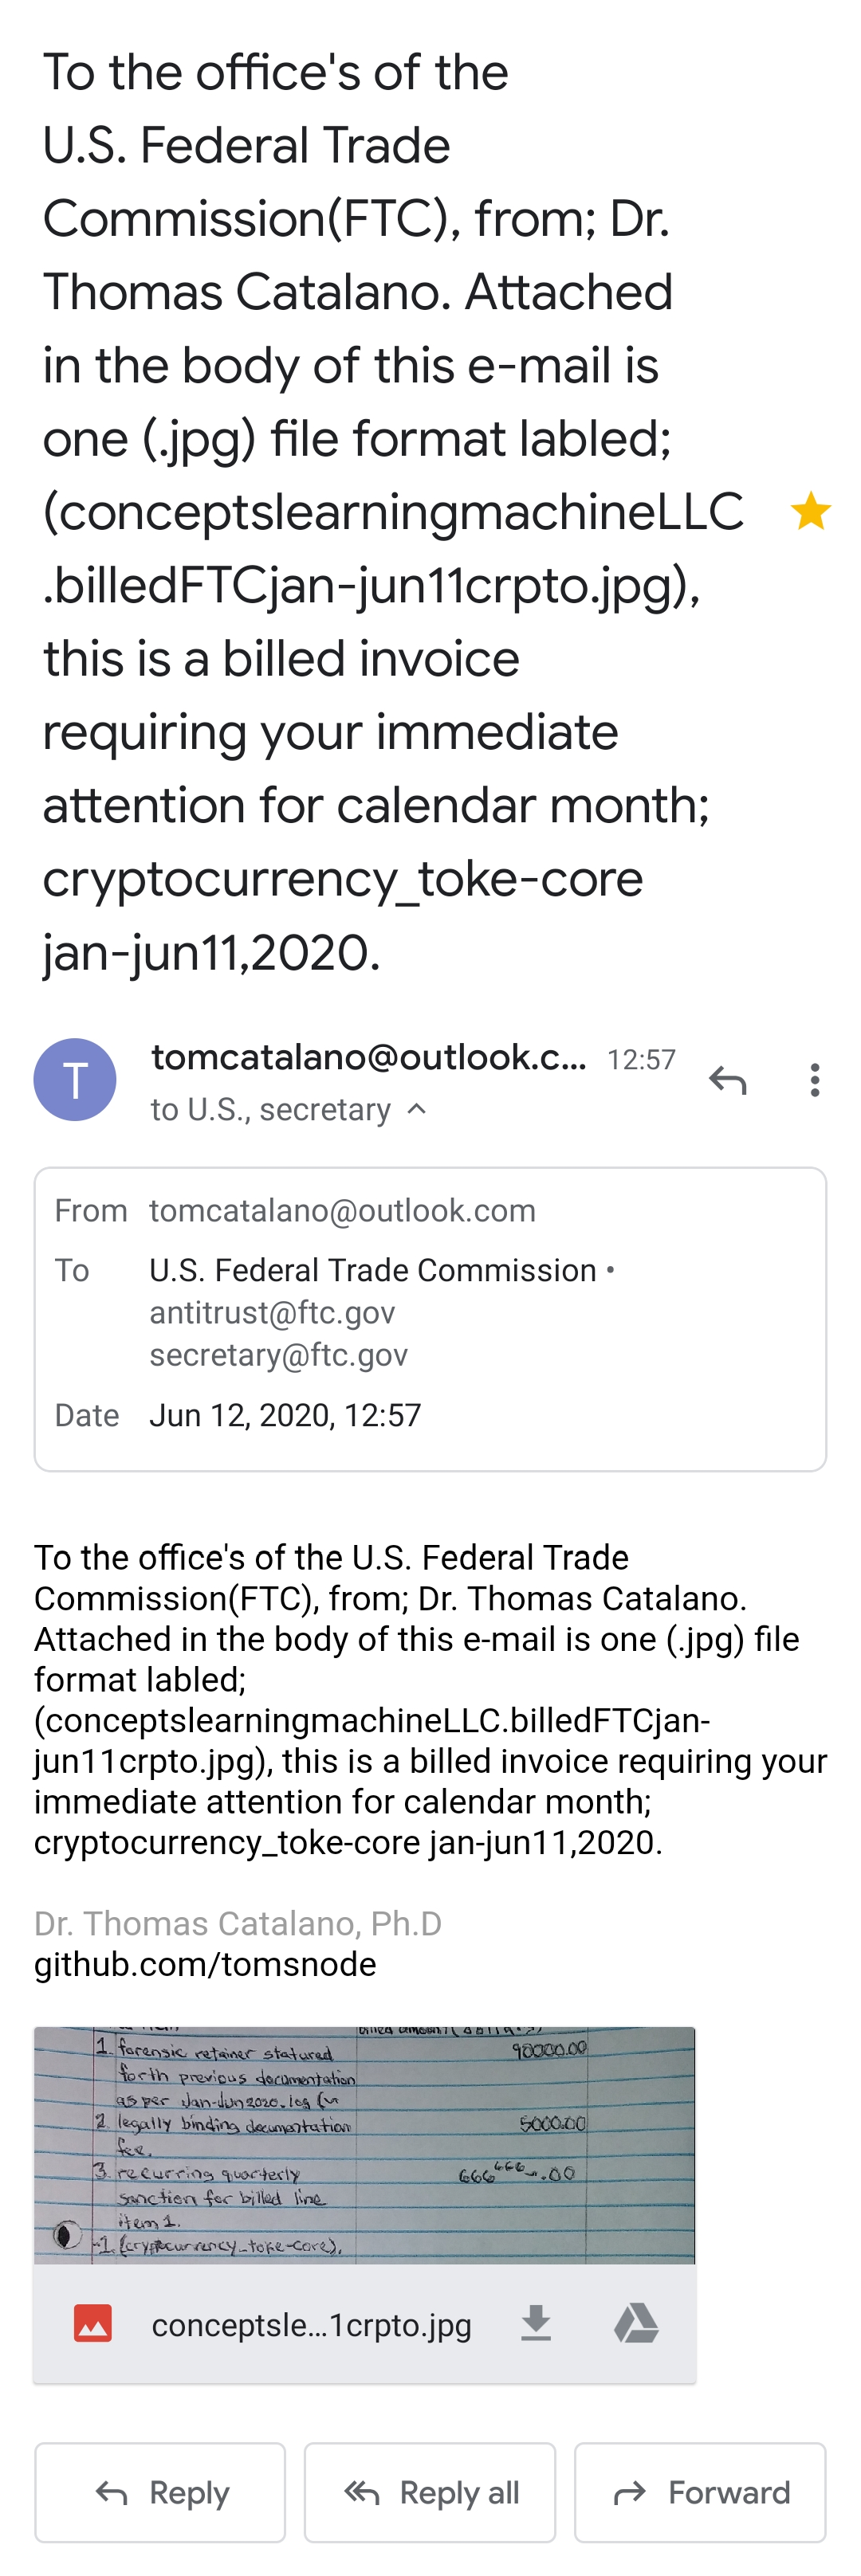 To the office's of the
U.S. Federal Trade
Commission(FTC), from; Dr.
Thomas Catalano. Attached
in the body of this e-mail is
one (.jpg) file format labled;
(conceptslearningmachineLLC
.billedFTCjan-jun11crpto.jpg),
this is a billed invoice
requiring your immediate
attention for calendar month;
cryptocurrency_toke-core
jan-jun11,2020.
T
tomcatalano@outlook.c... 12:57
to U.S., secretary
From tomcatalano@outlook.com
To U.S. Federal Trade Commission •
antitrust@ftc.gov
secretary@ftc.gov
Date Jun 12, 2020, 12:57
To the office's of the U.S. Federal Trade
Commission(FTC), from; Dr. Thomas Catalano.
Attached in the body of this e-mail is one (.jpg) file
format labled;
(conceptslearningmachineLLC.billedFTCjan-
jun11crpto.jpg), this is a billed invoice requiring your
immediate attention for calendar month;
cryptocurrency_toke-core jan-jun11,2020.
Dr. Thomas Catalano, Ph.D
github.com/tomsnode
billed amount
1. forensic retainer statured 90000.00
forth previous documentation
as per Jan-Jun2020.log
2. legally binding documentation 5000.00
fee.
3. recurring quarterly
sanction for billed line
item 1.
-1.(cryptocurrency_toke-core),
conceptsle...1crpto.jpg
Reply
Reply all
Forward